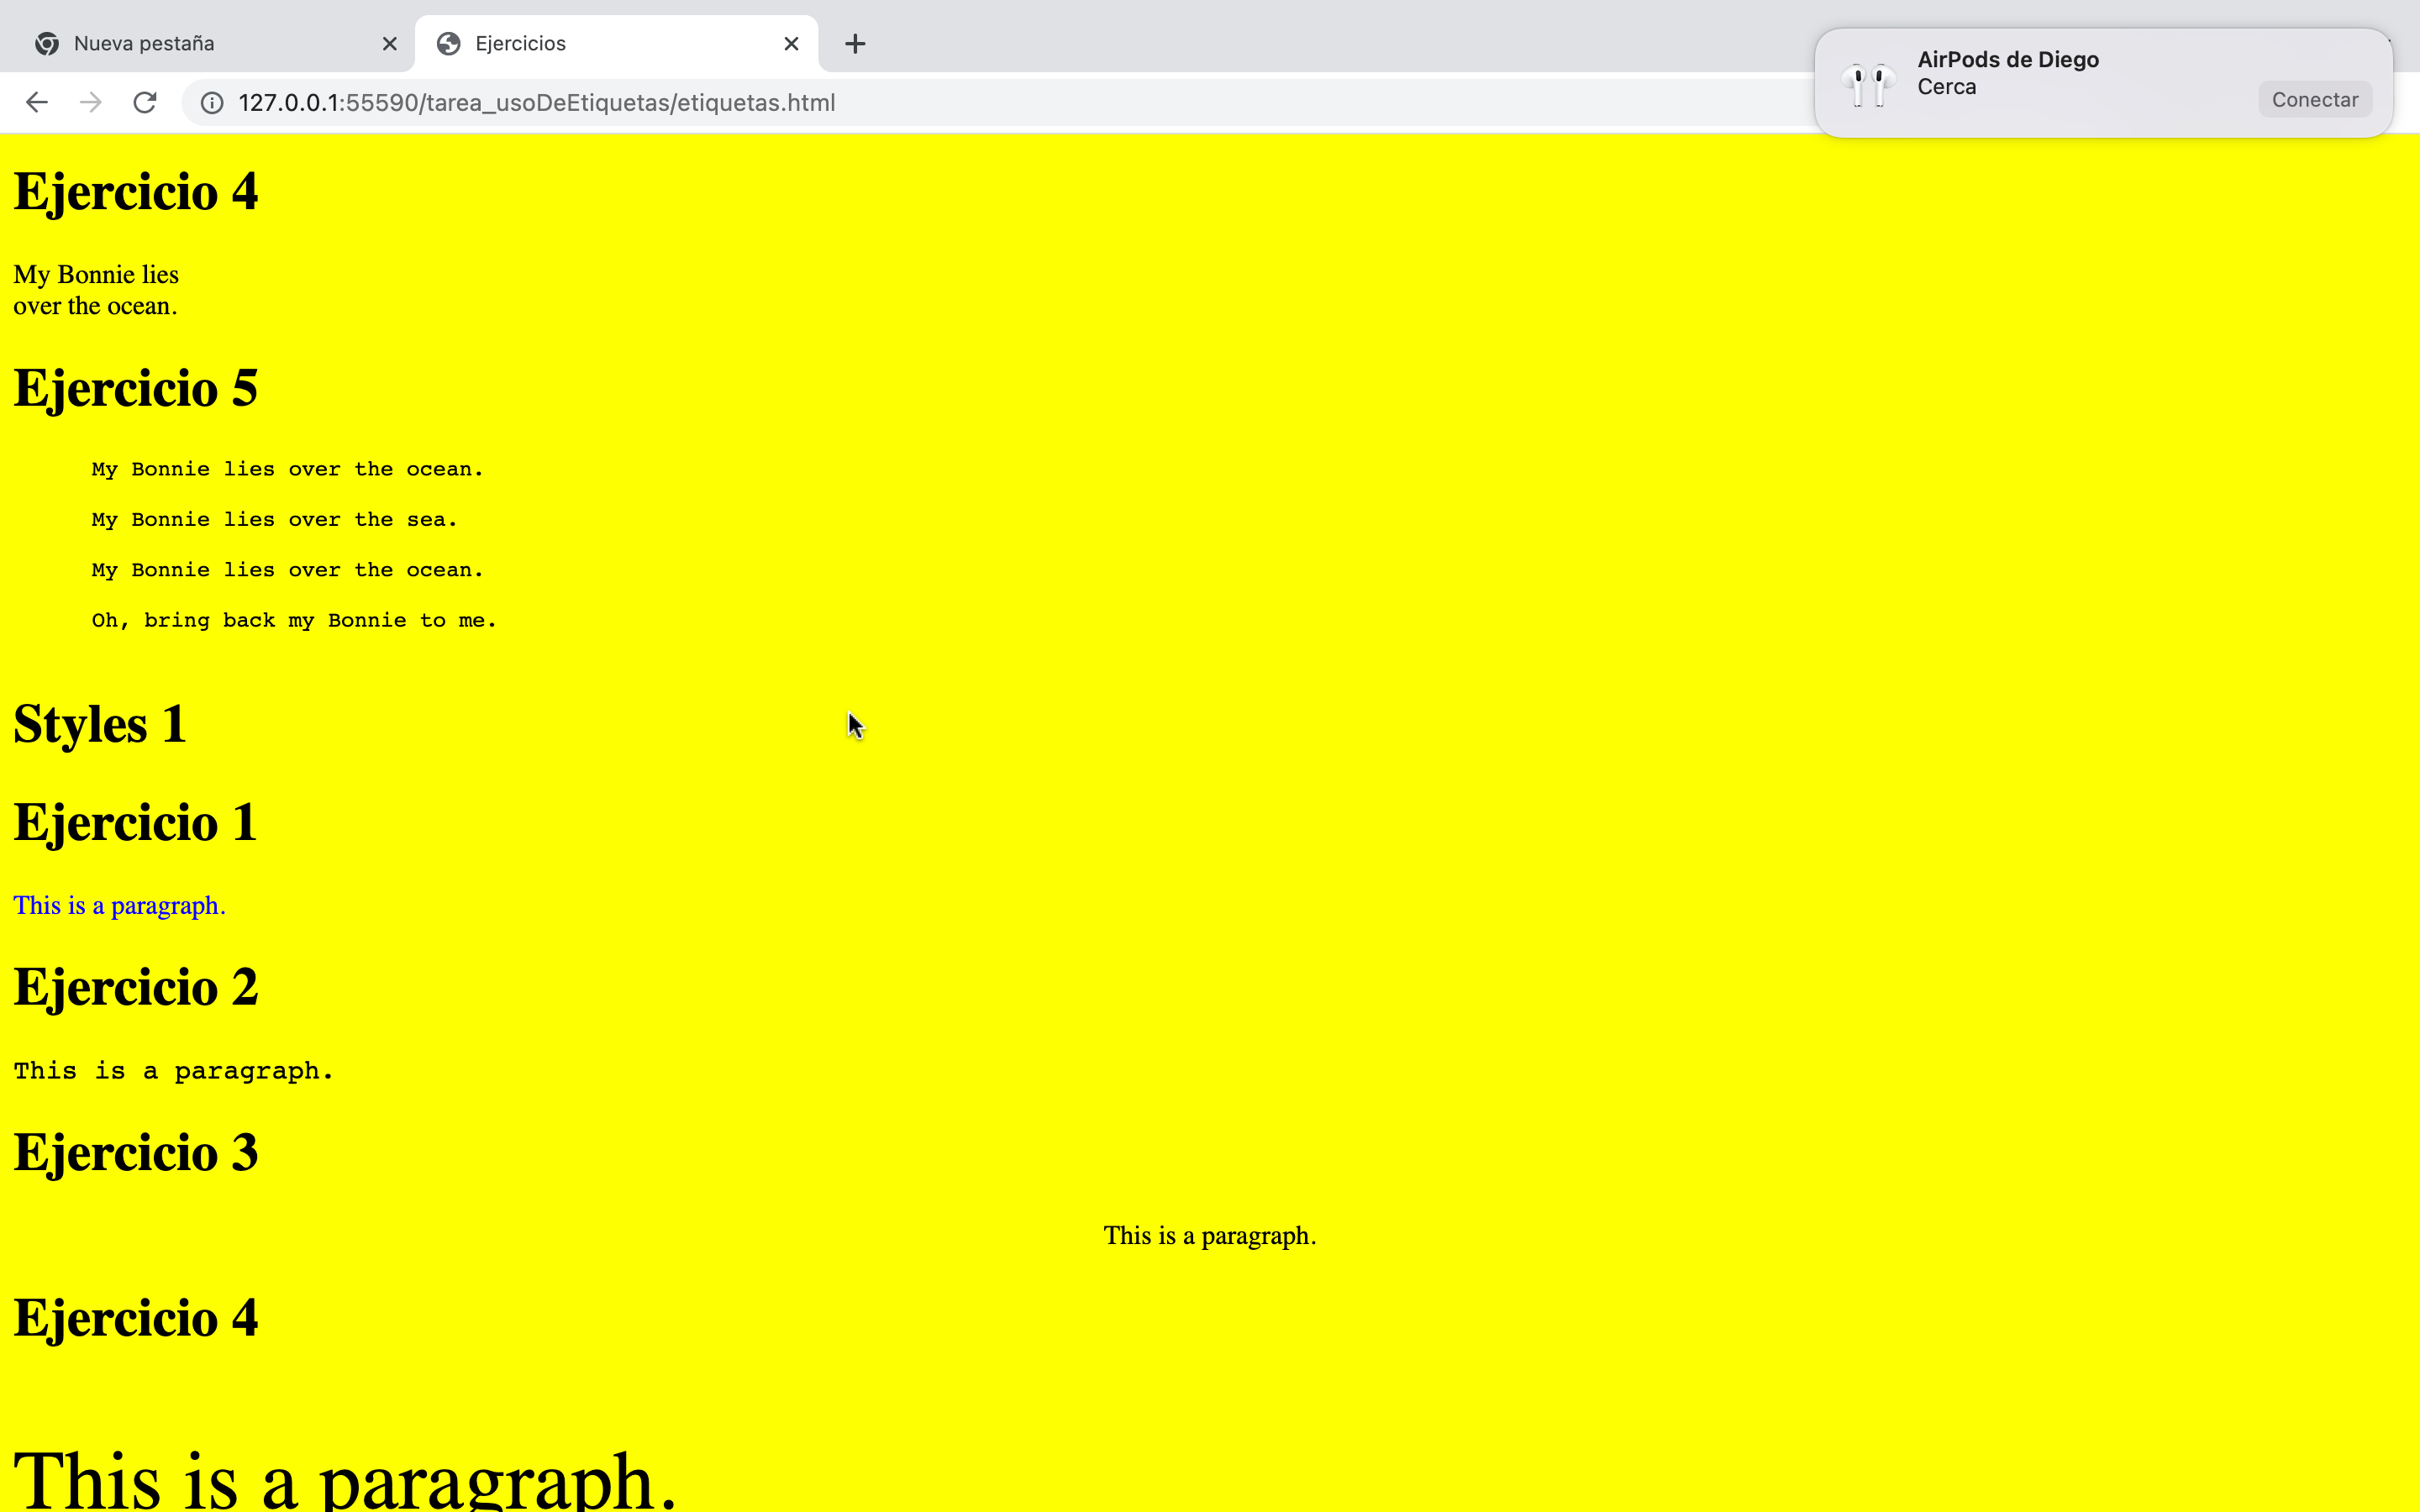 Nueva pestaña
Ejercicios
AirPods de Diego
Cerca
Conectar
127.0.0.1:55590/tarea_usoDeEtiquetas/etiquetas.html
Ejercicio 4
My Bonnie lies
over the ocean.
Ejercicio 5
My Bonnie lies over the ocean.
My Bonnie lies over the sea.
My Bonnie lies over the ocean.
Oh, bring back my Bonnie to me.
Styles 1
Ejercicio 1
This is a paragraph.
Ejercicio 2
This is a paragraph.
Ejercicio 3
This is a paragraph.
Ejercicio 4
This is a paragraph.